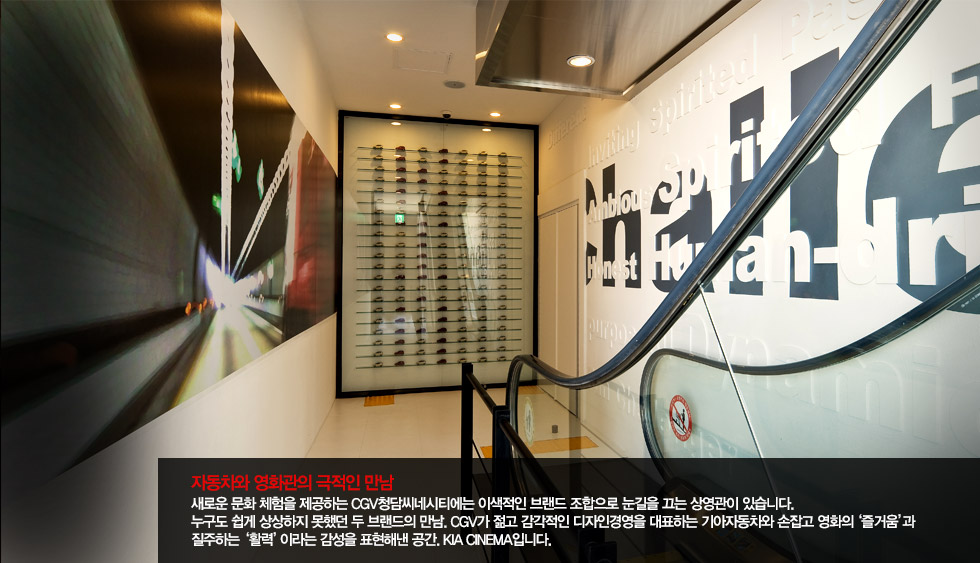 Inviting Spirited
Ambitious Spirited
Honest Human-dr
자동차와 영화관의 극적인 만남
새로운 문화 체험을 제공하는 CGV청담씨네시티에는 이색적인 브랜드 조합으로 눈길을 끄는 상영관이 있습니다.
누구도 쉽게 상상하지 못했던 두 브랜드의 만남. CGV가 젊고 감각적인 디자인경영을 대표하는 기아자동차와 손잡고 영화의 ‘즐거움’과
질주하는 ‘활력’ 이라는 감성을 표현해낸 공간. KIA CINEMA입니다.